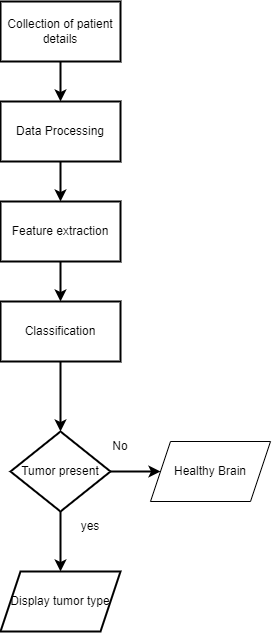 Collection of patient
details
Data Processing
Feature extraction
Classification
Tumor present
No
Healthy Brain
yes
Display tumor type